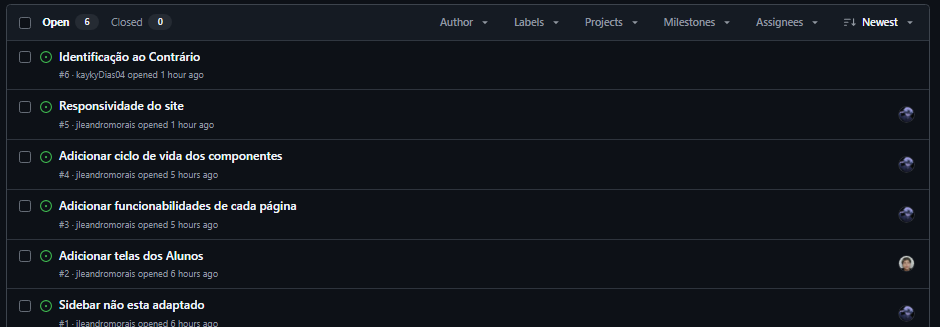 Open 6 Closed 0 Author Labels Projects Milestones Assignees Newest
Identificação ao Contrário
#6 · kaykyDias04 opened 1 hour ago
Responsividade do site
#5 · jleandromorais opened 1 hour ago
Adicionar ciclo de vida dos componentes
#4 · jleandromorais opened 5 hours ago
Adicionar funcionabilidades de cada página
#3 · jleandromorais opened 5 hours ago
Adicionar telas dos Alunos
#2 · jleandromorais opened 6 hours ago
Sidebar não esta adaptado
#1 · jleandromorais opened 6 hours ago